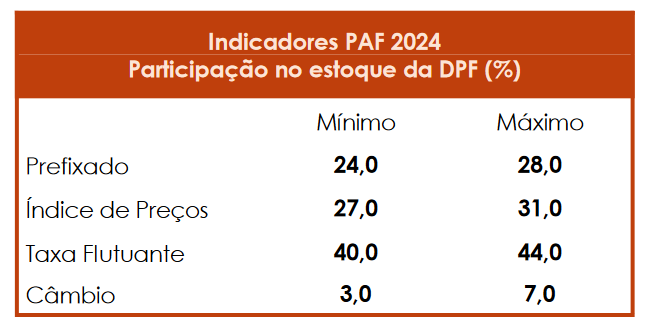 Indicadores PAF 2024
Participação no estoque da DPF (%)
Mínimo Máximo
Prefixado 24,0 28,0
Índice de Preços 27,0 31,0
Taxa Flutuante 40,0 44,0
Câmbio 3,0 7,0